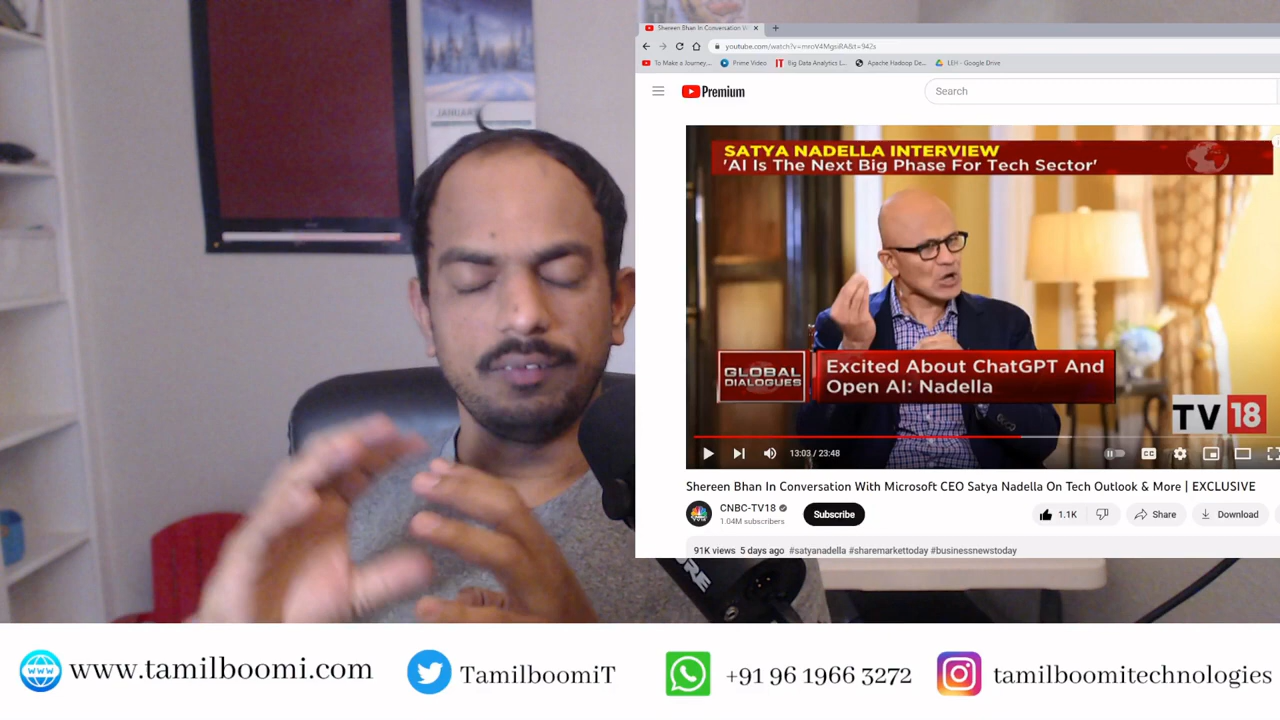 JANUARY
Shereen Bhan In Conversation W
youtube.com/watch?v=mroV4MgsiRA&t=942s
To Make a Journey...
Prime Video
Big Data Analytics I...
Apache Hadoop De...
LEH - Google Drive
Premium
Search
SATYA NADELLA INTERVIEW
'AI Is The Next Big Phase For Tech Sector'
GLOBAL
DIALOGUES
Excited About ChatGPT And
Open AI: Nadella
TV 18
13:03 / 23:48
Shereen Bhan In Conversation With Microsoft CEO Satya Nadella On Tech Outlook & More | EXCLUSIVE
CNBC-TV18
1.04M subscribers
Subscribe
1.1K
Share
Download
91K views 5 days ago #satyanadella #sharemarkettoday #businessnewstoday
www.tamilboomi.com
TamilboomiT
+91 96 1966 3272
tamilboomitechnologies